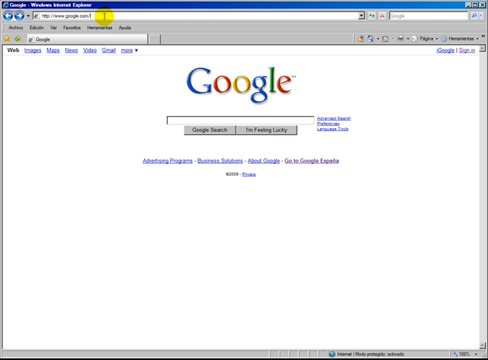 Google - Windows Internet Explorer
http://www.google.com/
Google
Archivo Edición Ver Favoritos Herramientas Ayuda
Google
Página Herramientas
Web Images Maps News Video Gmail more ▼
iGoogle | Sign in
Google™
Advanced Search
Preferences
Language Tools
Google Search I'm Feeling Lucky
Advertising Programs - Business Solutions - About Google - Go to Google España
©2009 - Privacy
Internet | Modo protegido: activado
100%